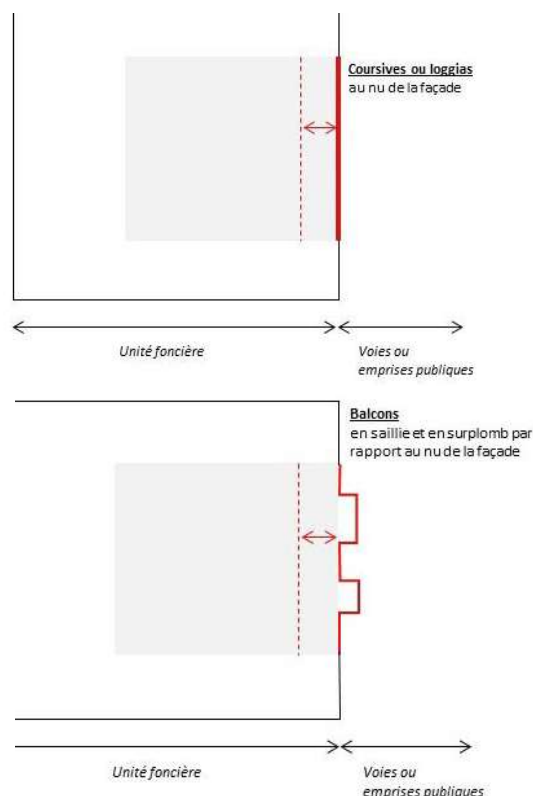 Coursives ou loggias
au nu de la façade
Unité foncière
Voies ou
emprises publiques
Balcons
en saillie et en surplomb par
rapport au nu de la façade
Unité foncière
Voies ou
emprises publiques